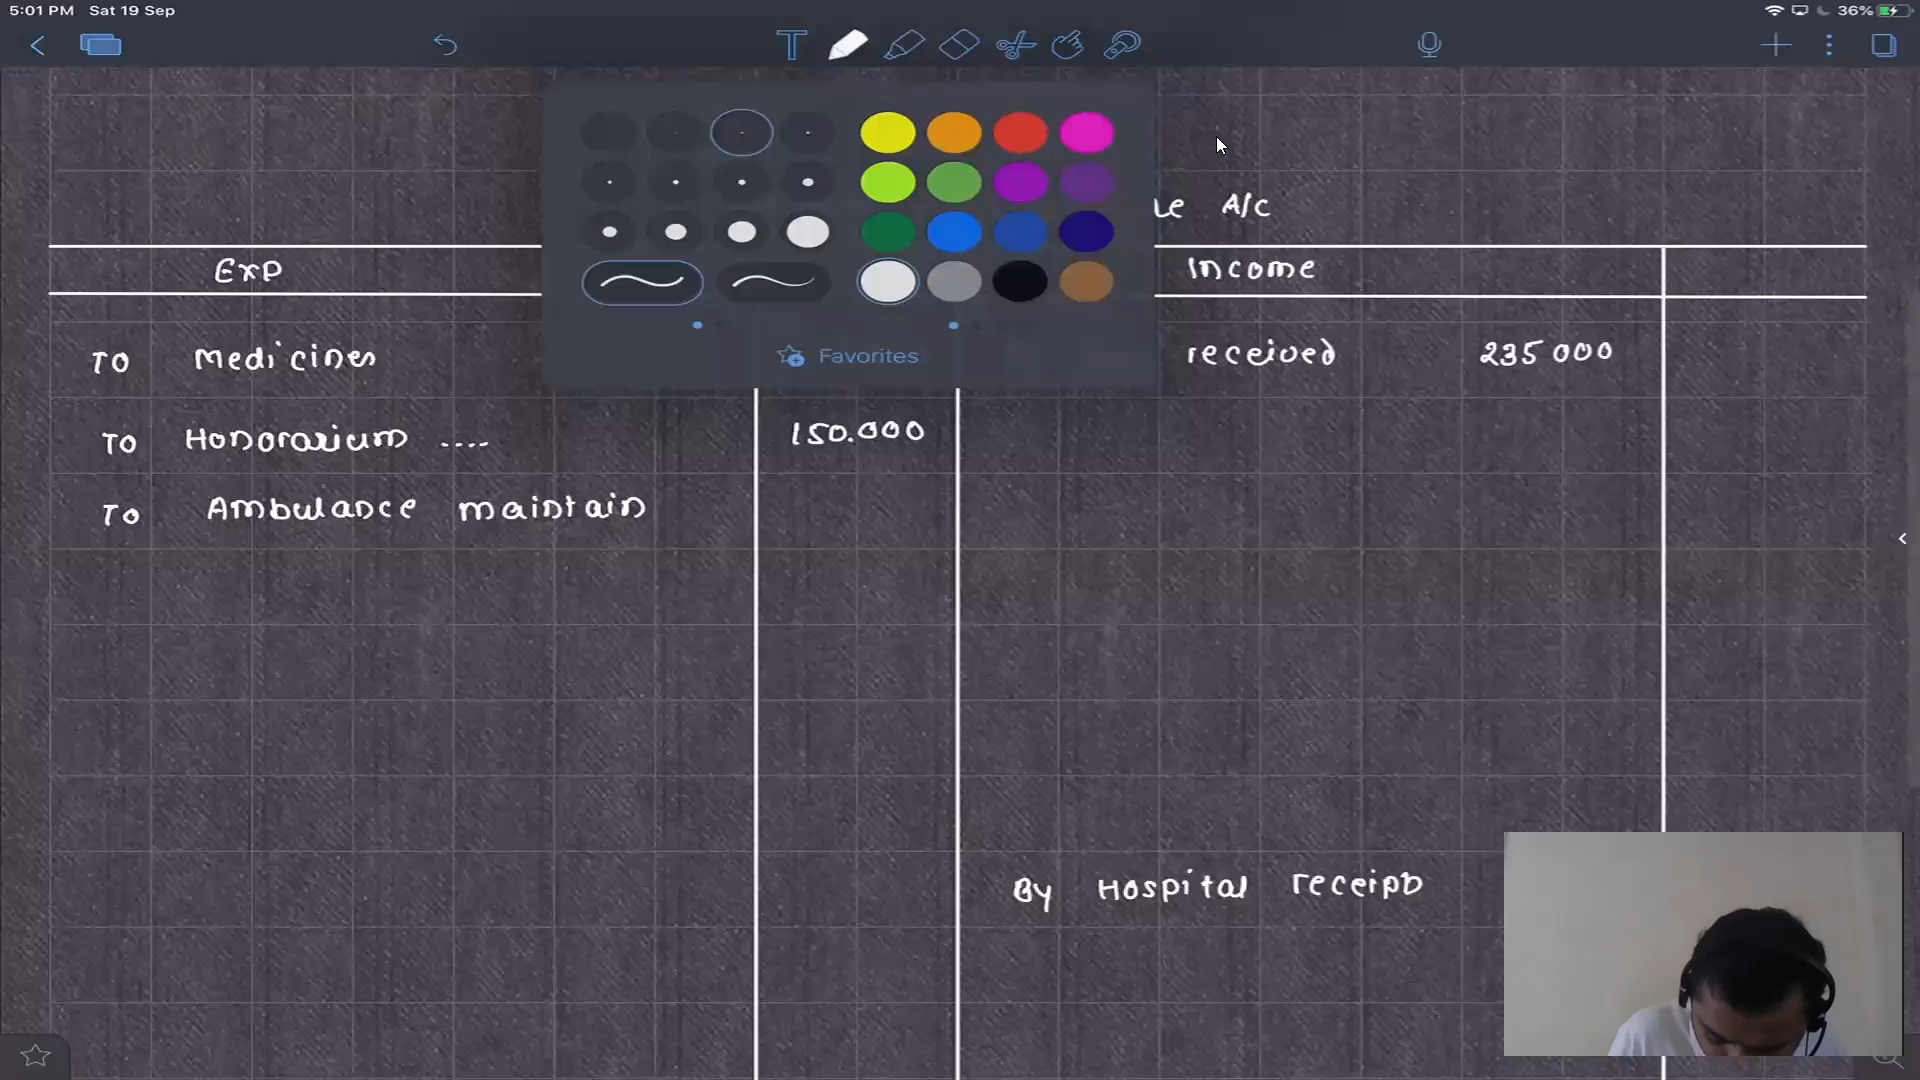 5:01 PM Sat 19 Sep 36%
A/C
Exp Income
To Medicines received 235 000
To Honorarium .... 150.000
To Ambulance maintain
By Hospital receipt
Favorites